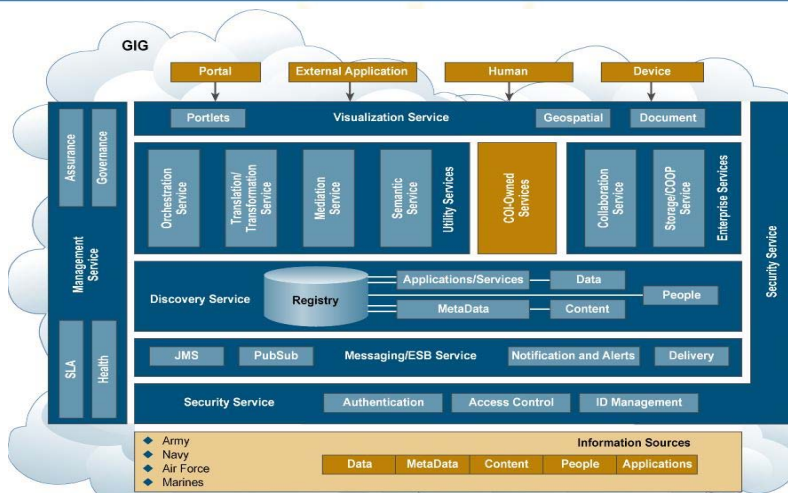 GIG
Portal
External Application
Human
Device
Portlets
Visualization Service
Geospatial
Document
Assurance
Governance
Management
Service
SLA
Health
Orchestration
Service
Translation/
Transformation
Service
Mediation
Service
Semantic
Service
Utility Services
COI-Owned
Services
Collaboration
Service
Storage/COOP
Service
Enterprise Services
Security Service
Discovery Service
Registry
Applications/Services
Data
People
MetaData
Content
JMS
PubSub
Messaging/ESB Service
Notification and Alerts
Delivery
Security Service
Authentication
Access Control
ID Management
Army
Navy
Air Force
Marines
Information Sources
Data
MetaData
Content
People
Applications